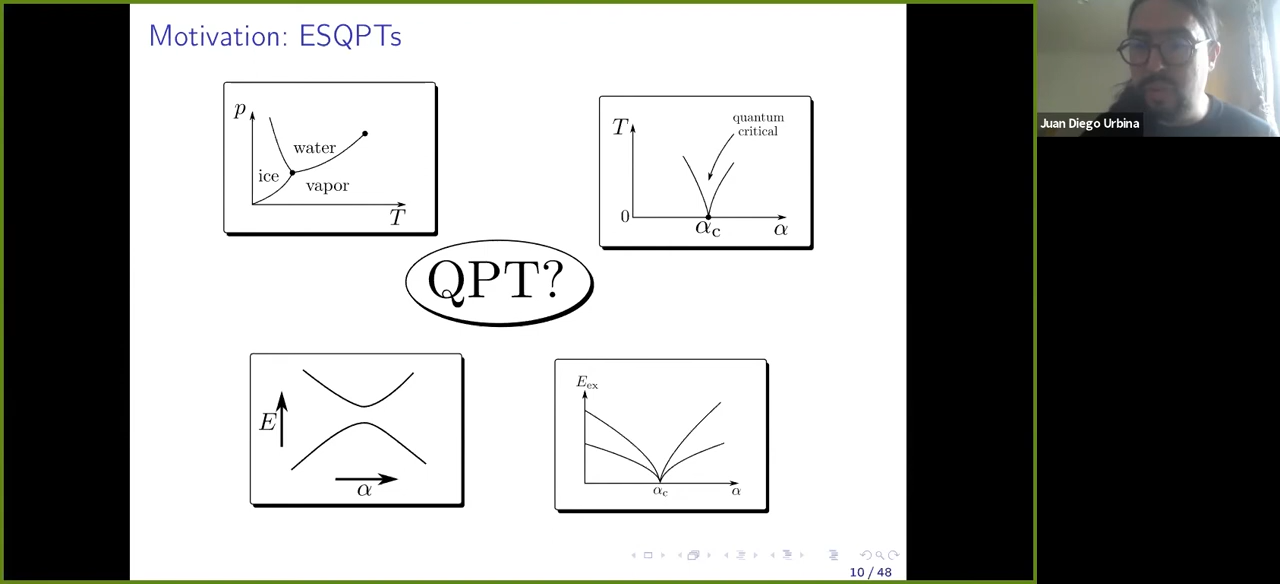 Motivation: ESQPTs
p
water
ice
vapor
T
T
quantum
critical
0
αc
α
QPT?
E
α
Eex
αc
α
10 / 48
Juan Diego Urbina